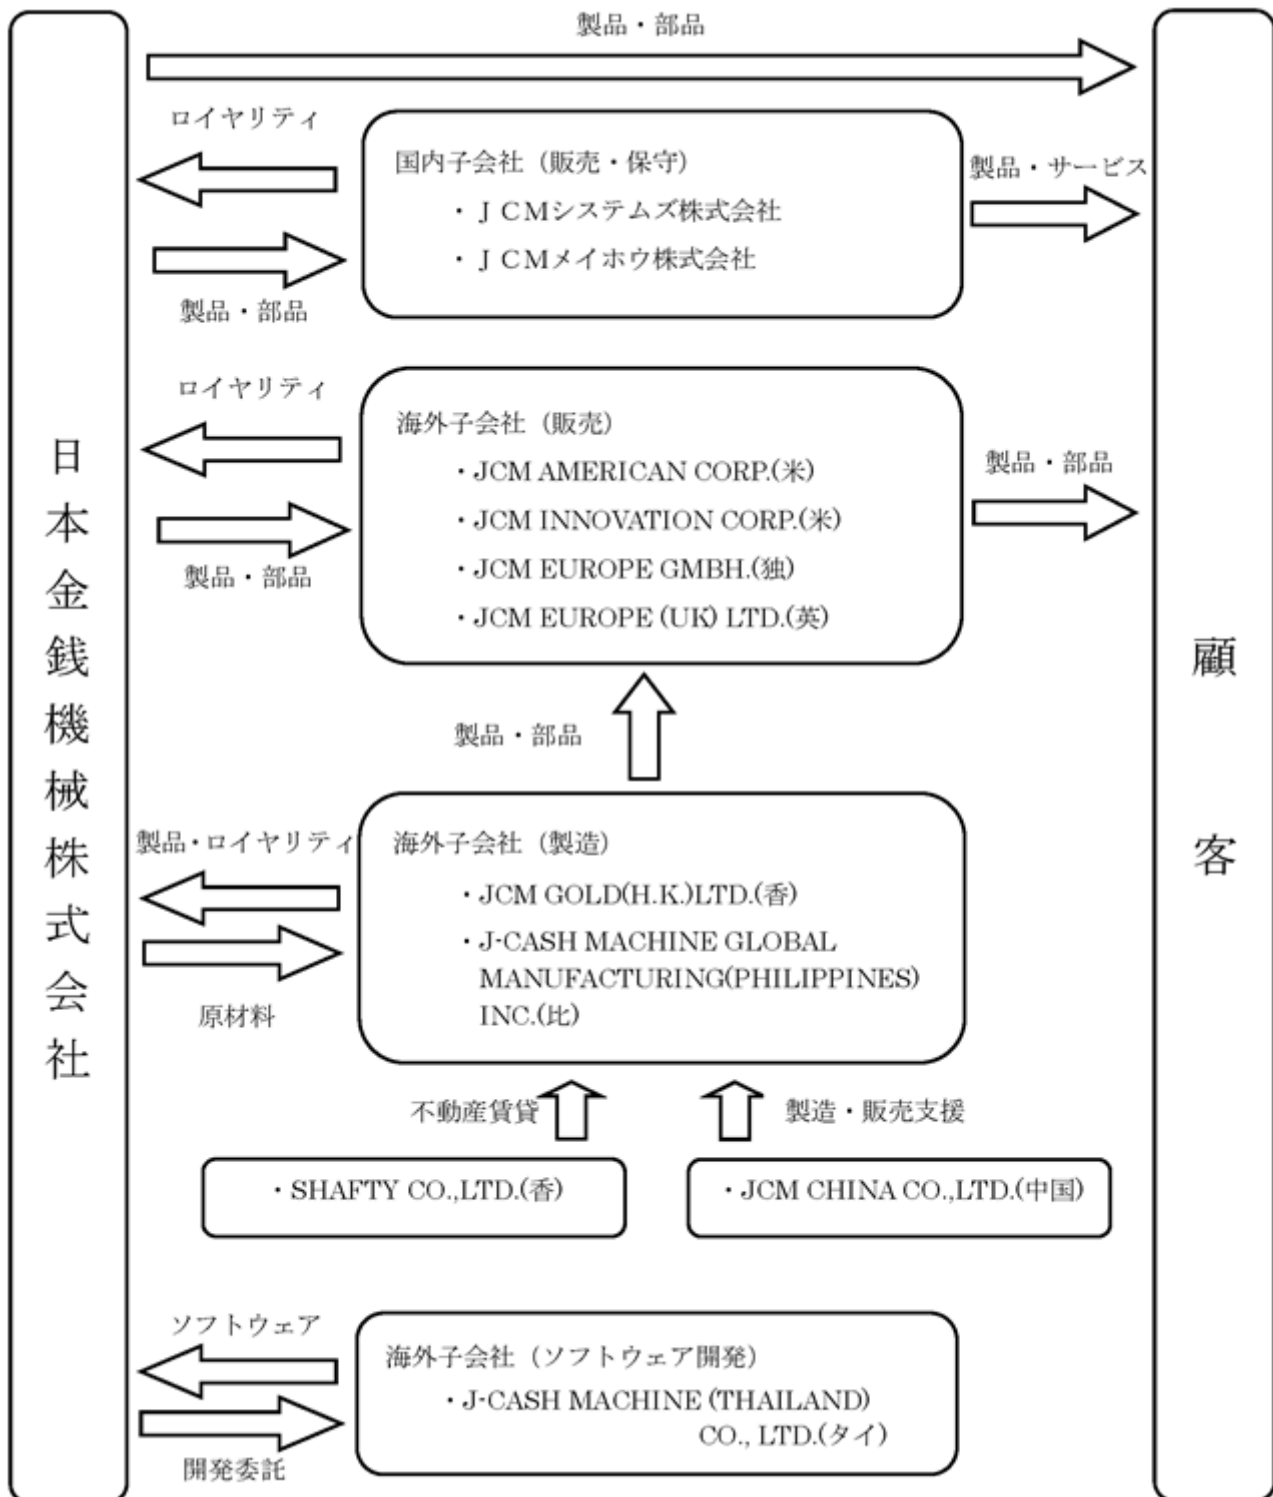 製品・部品
日本金銭機械株式会社
ロイヤリティ
製品・部品
国内子会社（販売・保守）
・ＪＣＭシステムズ株式会社
・ＪＣＭメイホウ株式会社
製品・サービス
ロイヤリティ
製品・部品
海外子会社（販売）
・JCM AMERICAN CORP.(米)
・JCM INNOVATION CORP.(米)
・JCM EUROPE GMBH.(独)
・JCM EUROPE (UK) LTD.(英)
製品・部品
顧客
製品・部品
製品・ロイヤリティ
原材料
海外子会社（製造）
・JCM GOLD(H.K.)LTD.(香)
・J-CASH MACHINE GLOBAL
MANUFACTURING(PHILIPPINES)
INC.(比)
不動産賃貸
製造・販売支援
・SHAFTY CO.,LTD.(香)
・JCM CHINA CO.,LTD.(中国)
ソフトウェア
開発委託
海外子会社（ソフトウェア開発）
・J-CASH MACHINE (THAILAND)
CO., LTD.(タイ)